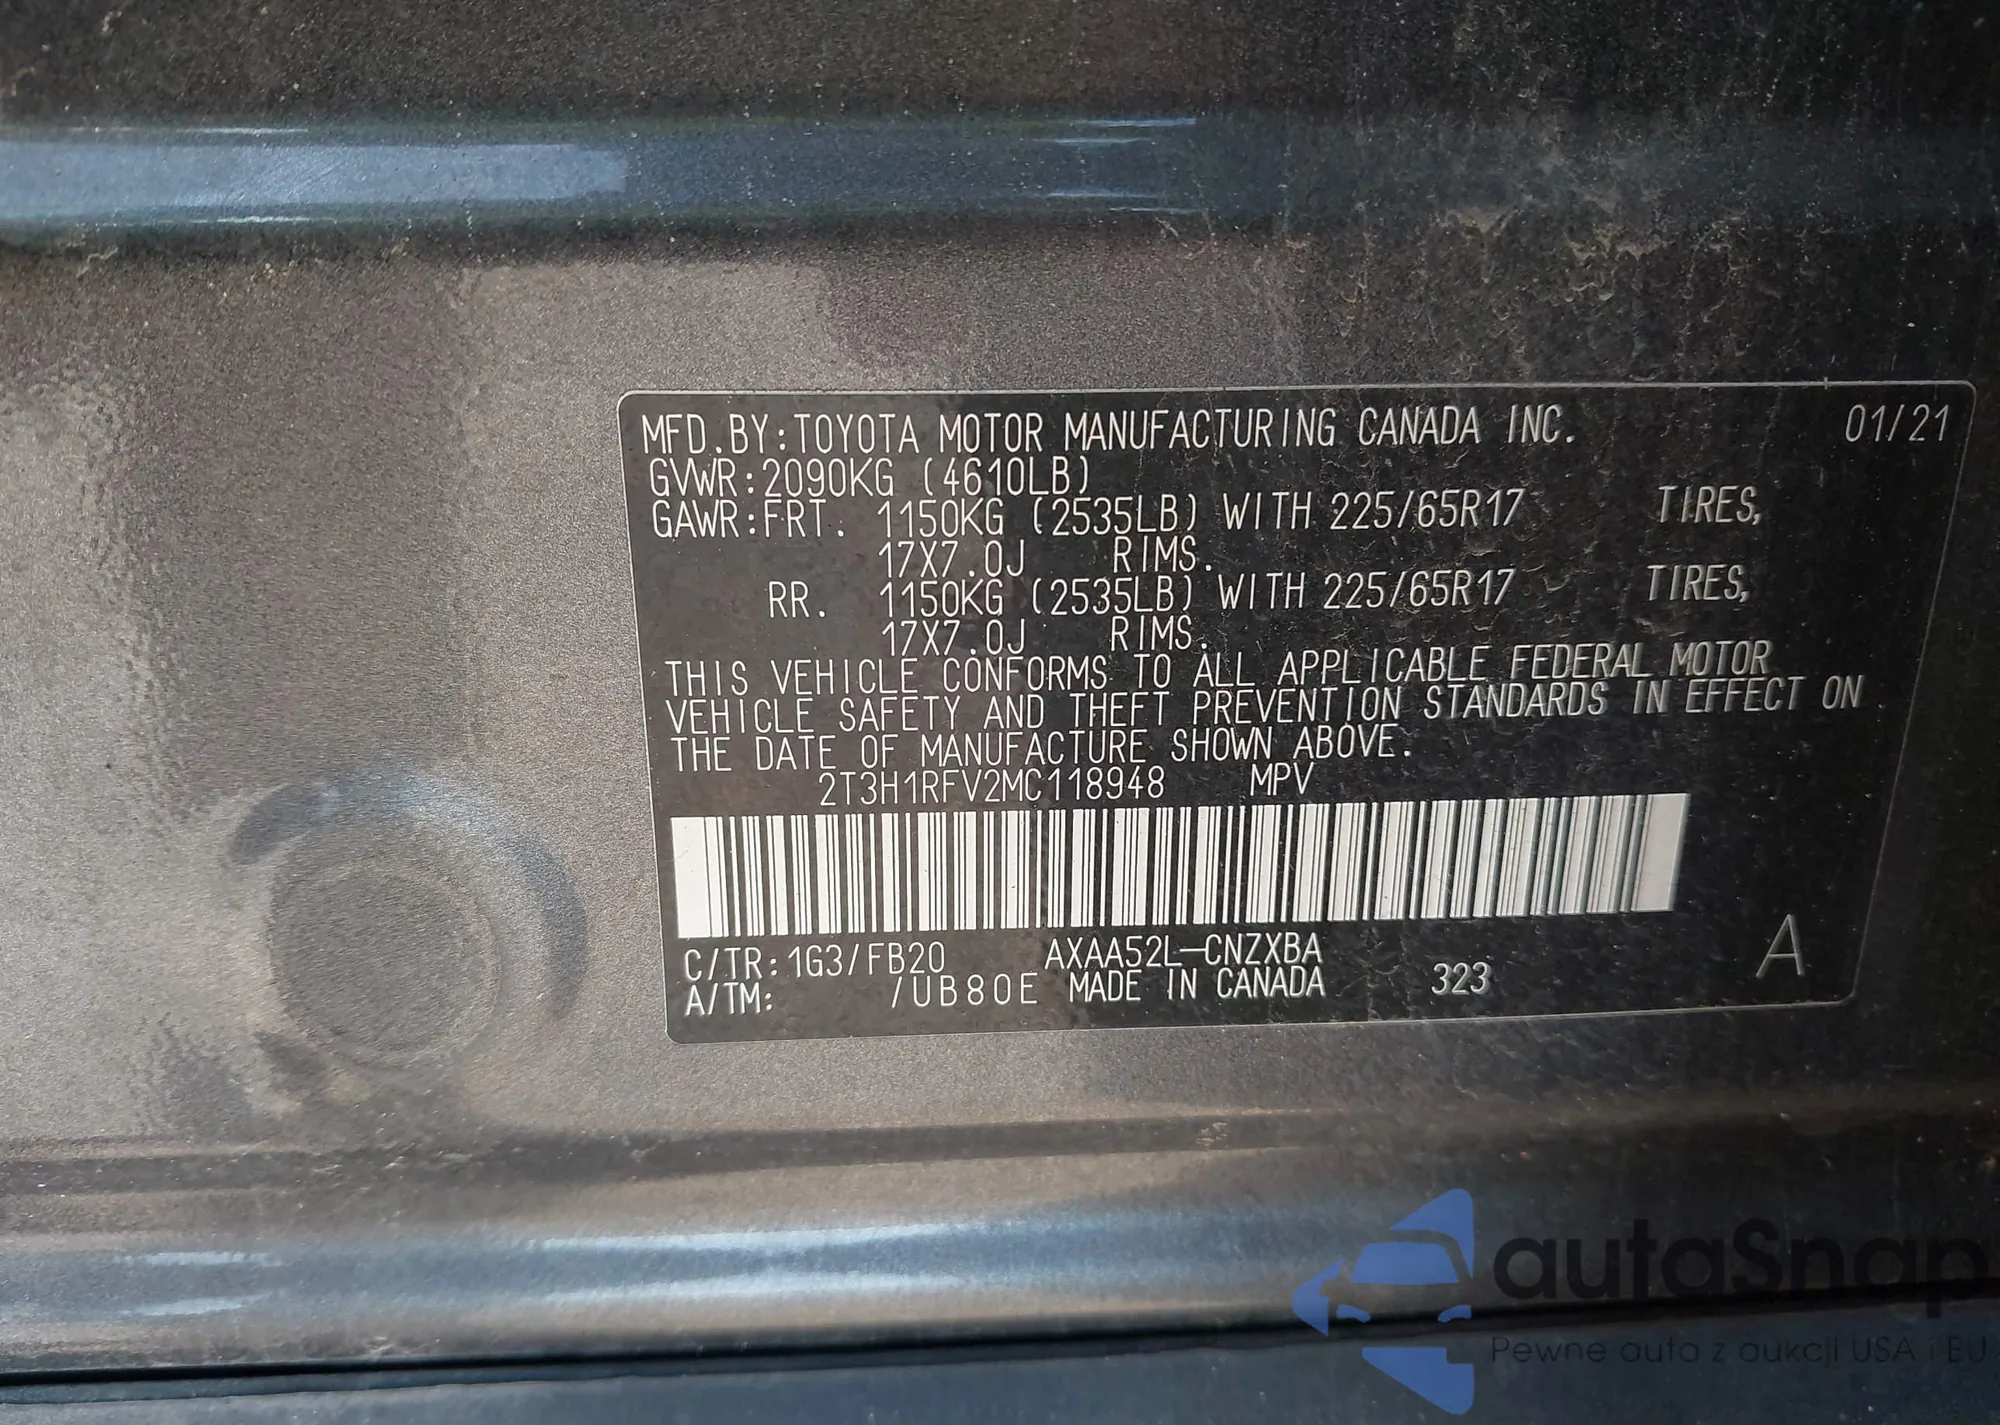 MFD.BY:TOYOTA MOTOR MANUFACTURING CANADA INC. 01/21
GVWR:2090KG (4610LB)
GAWR:FRT. 1150KG (2535LB) WITH 225/65R17 TIRES,
17X7.0J RIMS.
RR. 1150KG (2535LB) WITH 225/65R17 TIRES,
17X7.0J RIMS.
THIS VEHICLE CONFORMS TO ALL APPLICABLE FEDERAL MOTOR
VEHICLE SAFETY AND THEFT PREVENTION STANDARDS IN EFFECT ON
THE DATE OF MANUFACTURE SHOWN ABOVE.
2T3H1RFV2MC118948 MPV
C/TR:1G3/FB20 AXAA52L-CNZXBA
A/TM: /UB80E MADE IN CANADA 323 A
autaSnap
Pewne auto z aukcji USA i EU